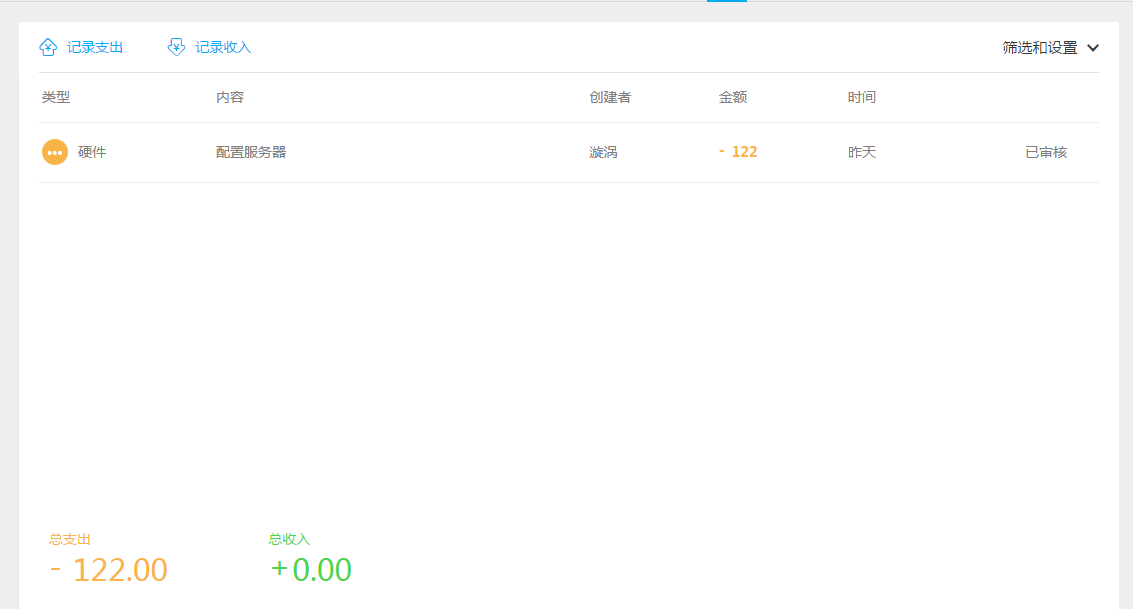 记录支出 记录收入 筛选和设置
类型 内容 创建者 金额 时间
硬件 配置服务器 漩涡 - 122 昨天 已审核
总支出 总收入
- 122.00 +0.00